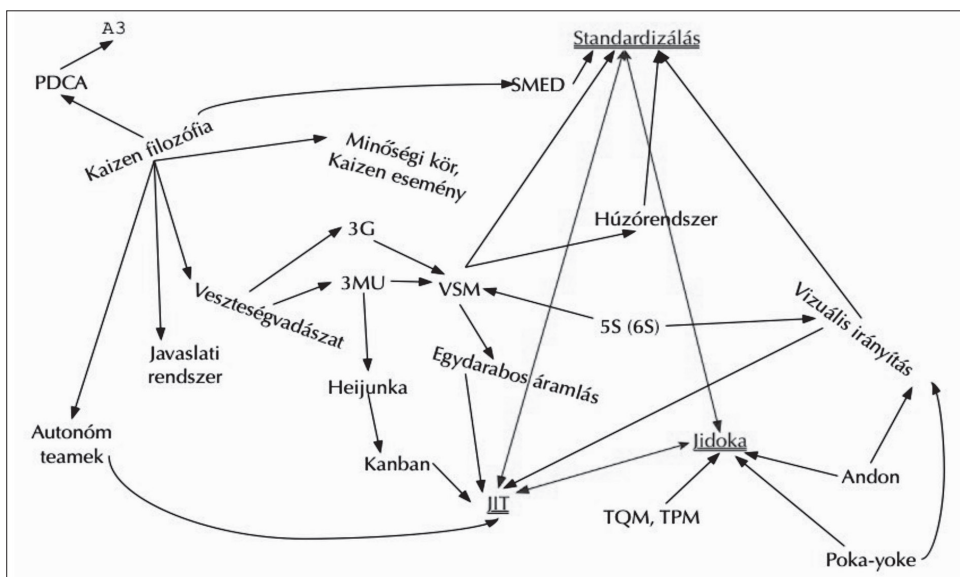 A3
Standardizálás
PDCA
SMED
Kaizen filozófia
Minőségi kör,
Kaizen esemény
Húzórendszer
3G
Veszteségvadászat
3MU
VSM
5S (6S)
Vizuális irányítás
Javaslati
rendszer
Egydarabos áramlás
Heijunka
Autonóm
teamek
Kanban
Jidoka
Andon
JIT
TQM, TPM
Poka-yoke